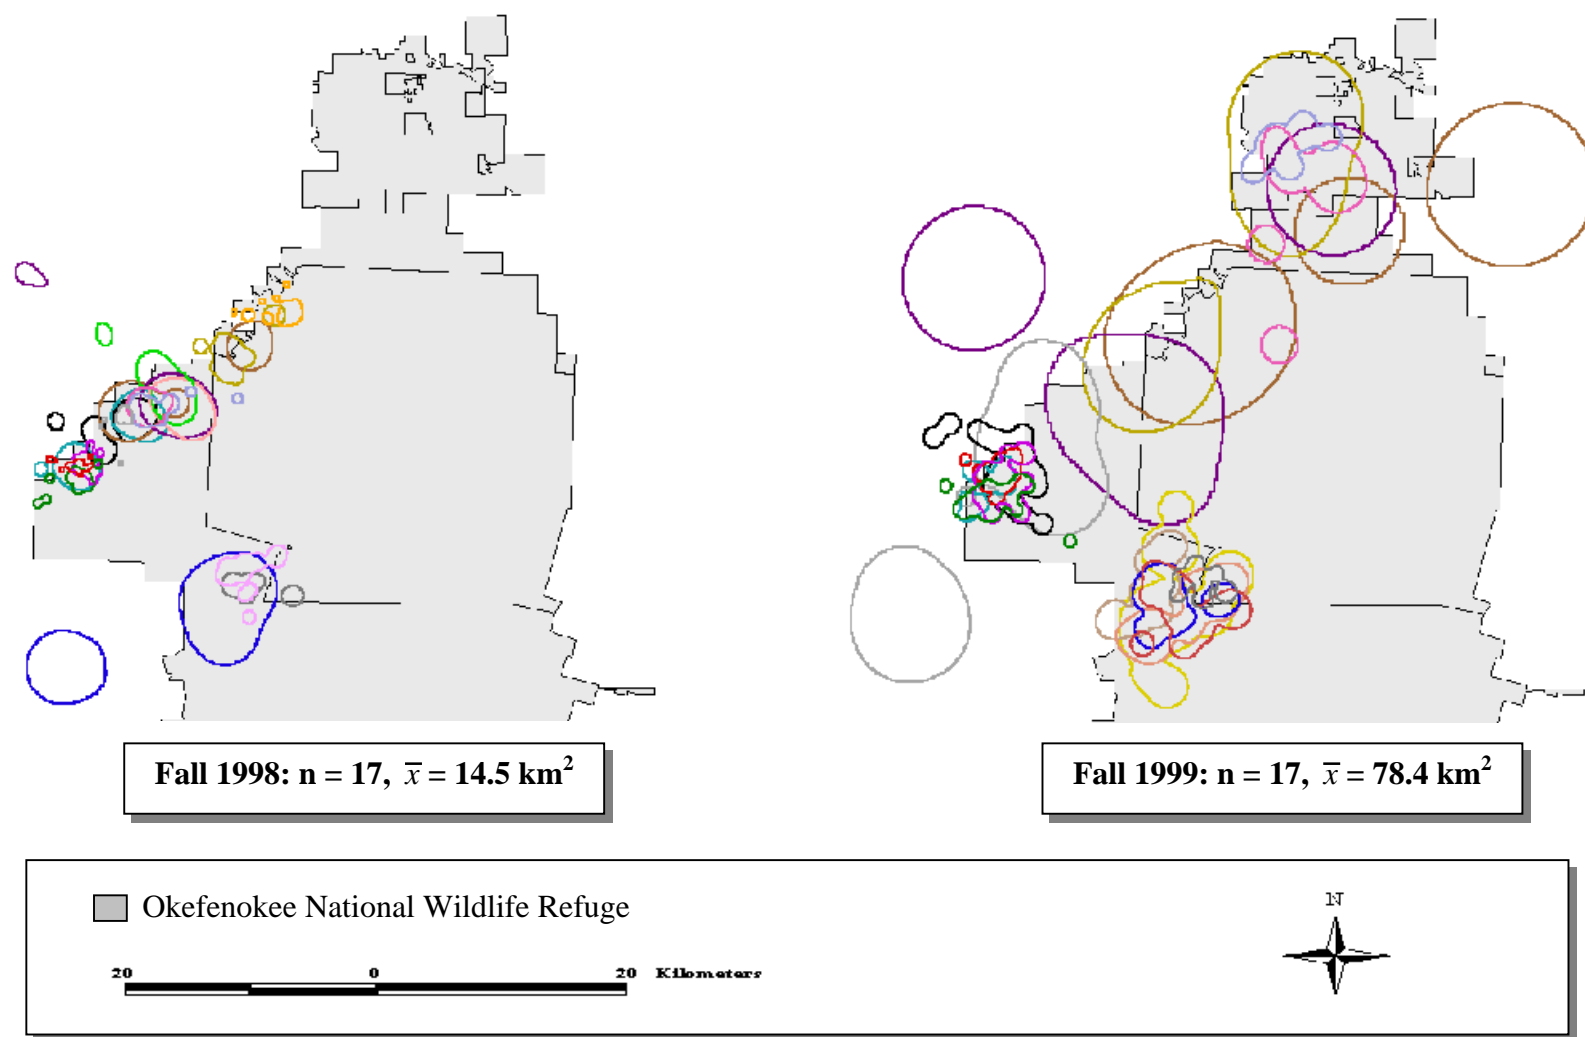 Fall 1998: n = 17, x̄ = 14.5 km²
Fall 1999: n = 17, x̄ = 78.4 km²
Okefenokee National Wildlife Refuge
N
20 0 20 Kilometers